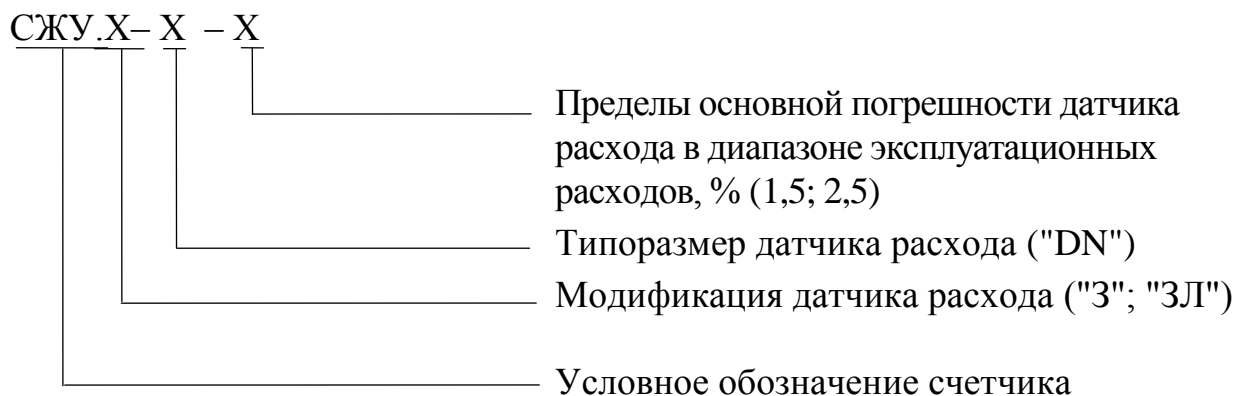 СЖУ.Х– Х – Х
Пределы основной погрешности датчика
расхода в диапазоне эксплуатационных
расходов, % (1,5; 2,5)
Типоразмер датчика расхода ("DN")
Модификация датчика расхода ("З"; "ЗЛ")
Условное обозначение счетчика